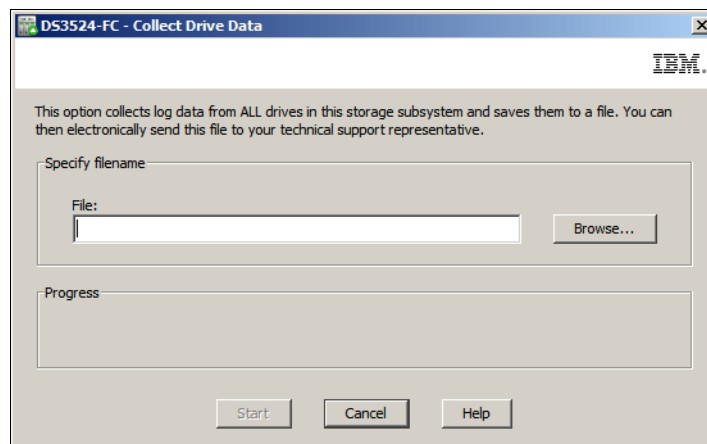 DS3524-FC - Collect Drive Data
IBM.
This option collects log data from ALL drives in this storage subsystem and saves them to a file. You can
then electronically send this file to your technical support representative.
Specify filename
File:
Browse...
Progress
Start
Cancel
Help